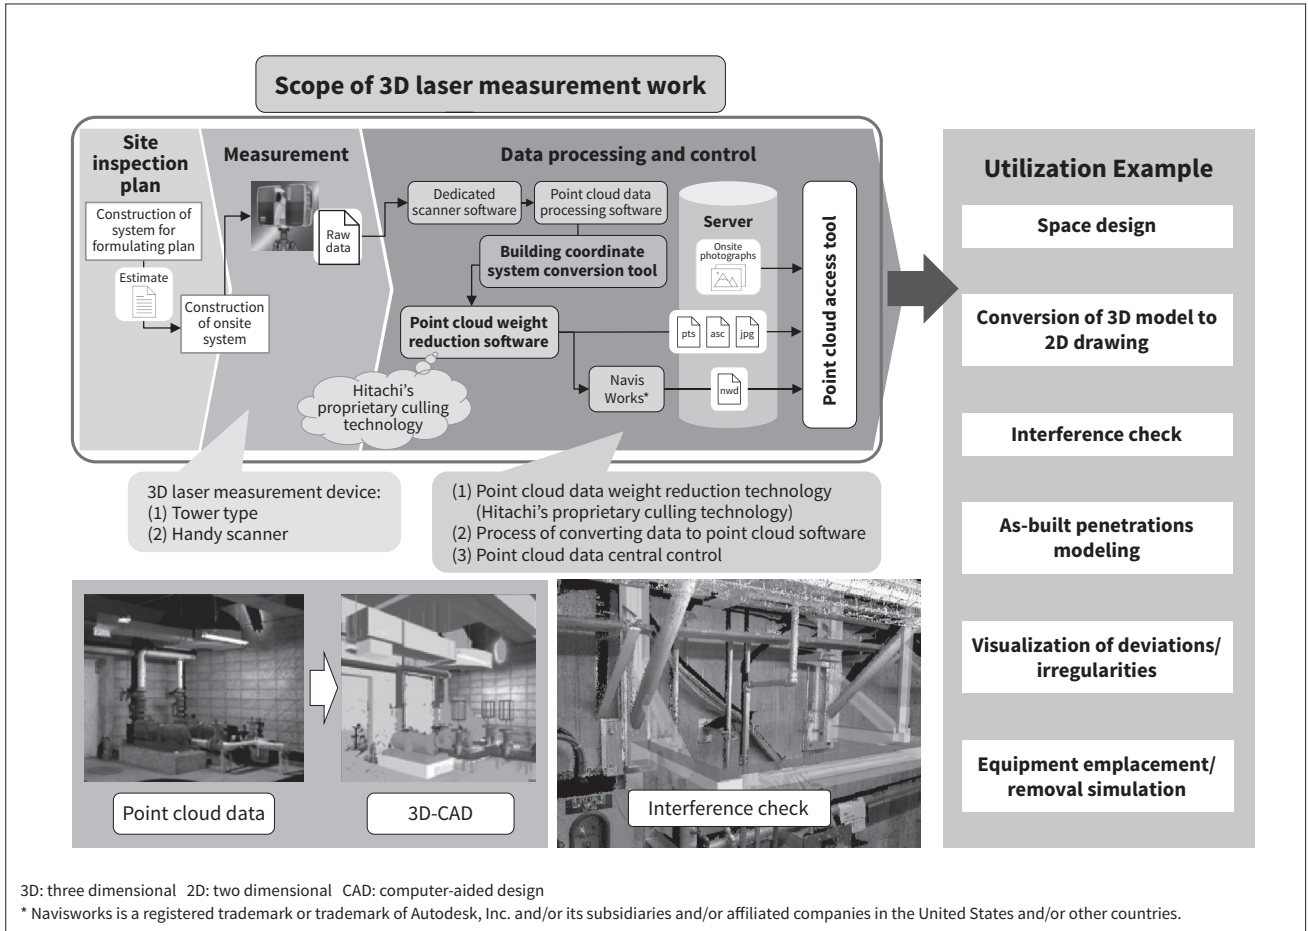 Scope of 3D laser measurement work
Site
inspection
plan
Construction of
system for
formulating plan
Estimate
Construction
of onsite
system
Measurement
Raw
data
Data processing and control
Dedicated
scanner software
Point cloud data
processing software
Building coordinate
system conversion tool
Point cloud weight
reduction software
Hitachi's
proprietary culling
technology
Navis
Works*
Server
Onsite
photographs
pts
asc
jpg
nwd
Point cloud access tool
3D laser measurement device:
(1) Tower type
(2) Handy scanner
(1) Point cloud data weight reduction technology
(Hitachi's proprietary culling technology)
(2) Process of converting data to point cloud software
(3) Point cloud data central control
Point cloud data
3D-CAD
Interference check
Utilization Example
Space design
Conversion of 3D model to
2D drawing
Interference check
As-built penetrations
modeling
Visualization of deviations/
irregularities
Equipment emplacement/
removal simulation
3D: three dimensional 2D: two dimensional CAD: computer-aided design
* Navisworks is a registered trademark or trademark of Autodesk, Inc. and/or its subsidiaries and/or affiliated companies in the United States and/or other countries.